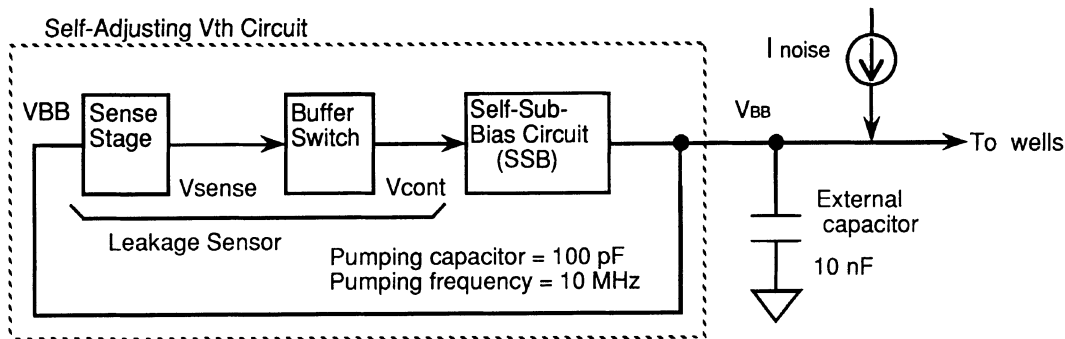 Self-Adjusting Vth Circuit
I noise
VBB
Sense
Stage
Buffer
Switch
Self-Sub-
Bias Circuit
(SSB)
VBB
To wells
Vsense
Vcont
Leakage Sensor
External
capacitor
10 nF
Pumping capacitor = 100 pF
Pumping frequency = 10 MHz